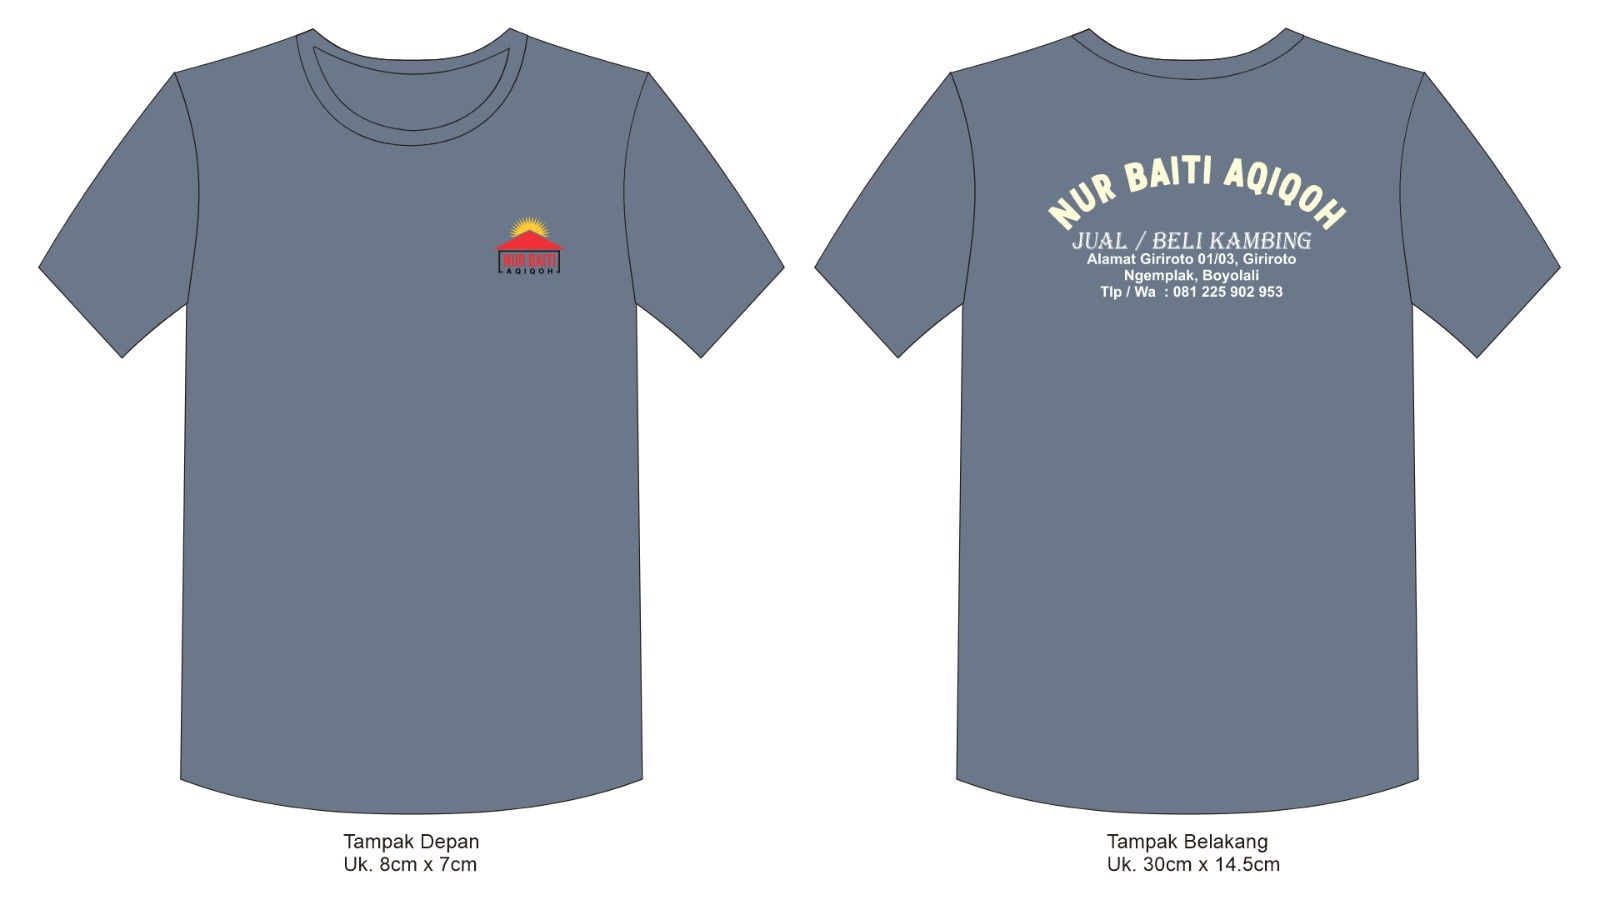 NUR BAITI
AQIQOH
Tampak Depan
Uk. 8cm x 7cm
NUR BAITI AQIQOH
JUAL / BELI KAMBING
Alamat Giriroto 01/03, Giriroto
Ngemplak, Boyolali
Tlp / Wa : 081 225 902 953
Tampak Belakang
Uk. 30cm x 14.5cm